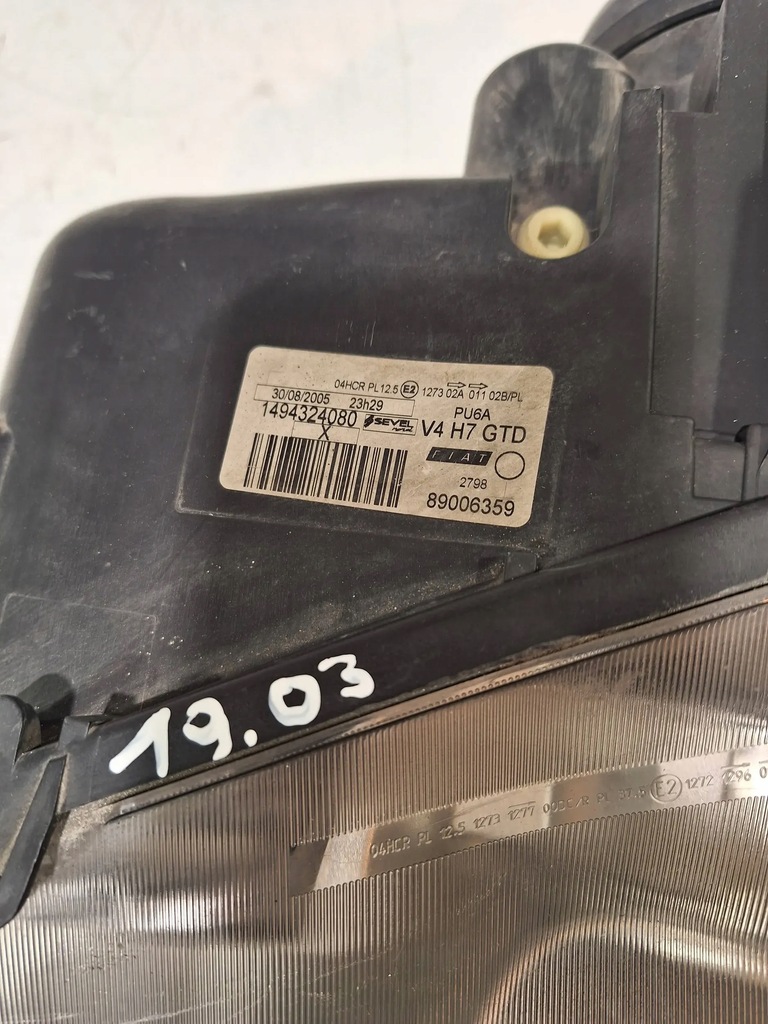 04HCR PL12.5 E2 1273 02A 011 02B/PL
30/08/2005 23h29
PU6A
1494324080 SEVEL V4 H7 GTD
X
FIAT
2798
89006359
19.03
04HCR PL 12.5 1273 1277 E2 1272 1296